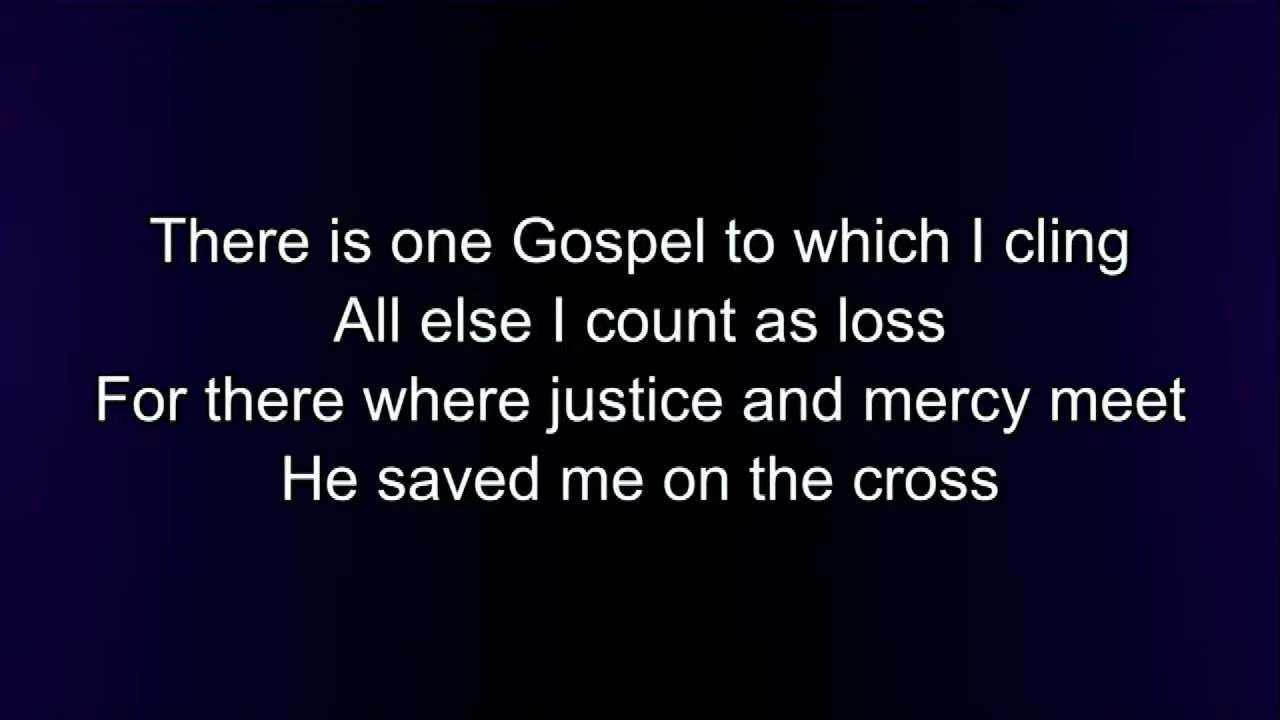 There is one Gospel to which I cling
All else I count as loss
For there where justice and mercy meet
He saved me on the cross